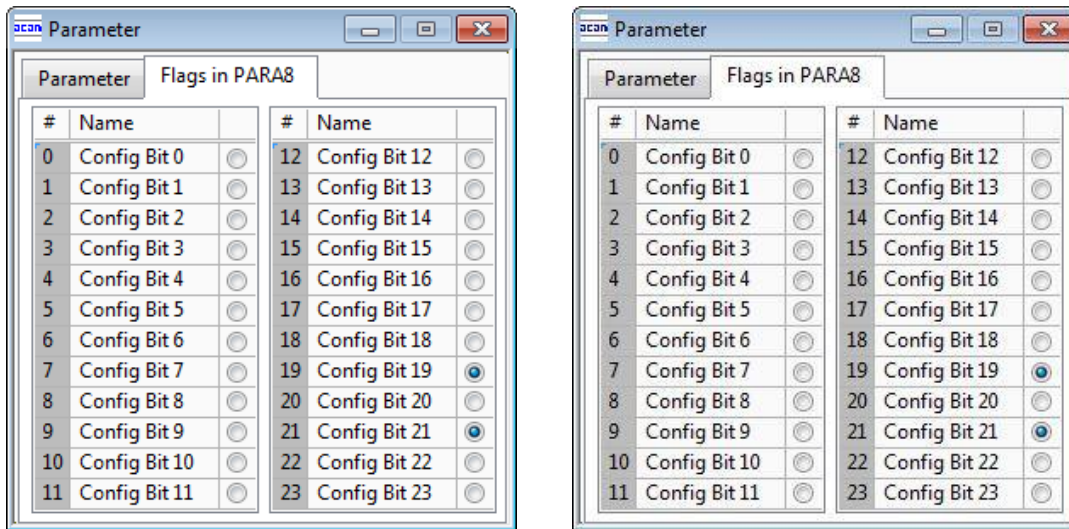 acan Parameter
Parameter Flags in PARA8
# Name # Name
0 Config Bit 0 12 Config Bit 12
1 Config Bit 1 13 Config Bit 13
2 Config Bit 2 14 Config Bit 14
3 Config Bit 3 15 Config Bit 15
4 Config Bit 4 16 Config Bit 16
5 Config Bit 5 17 Config Bit 17
6 Config Bit 6 18 Config Bit 18
7 Config Bit 7 19 Config Bit 19
8 Config Bit 8 20 Config Bit 20
9 Config Bit 9 21 Config Bit 21
10 Config Bit 10 22 Config Bit 22
11 Config Bit 11 23 Config Bit 23
acan Parameter
Parameter Flags in PARA8
# Name # Name
0 Config Bit 0 12 Config Bit 12
1 Config Bit 1 13 Config Bit 13
2 Config Bit 2 14 Config Bit 14
3 Config Bit 3 15 Config Bit 15
4 Config Bit 4 16 Config Bit 16
5 Config Bit 5 17 Config Bit 17
6 Config Bit 6 18 Config Bit 18
7 Config Bit 7 19 Config Bit 19
8 Config Bit 8 20 Config Bit 20
9 Config Bit 9 21 Config Bit 21
10 Config Bit 10 22 Config Bit 22
11 Config Bit 11 23 Config Bit 23